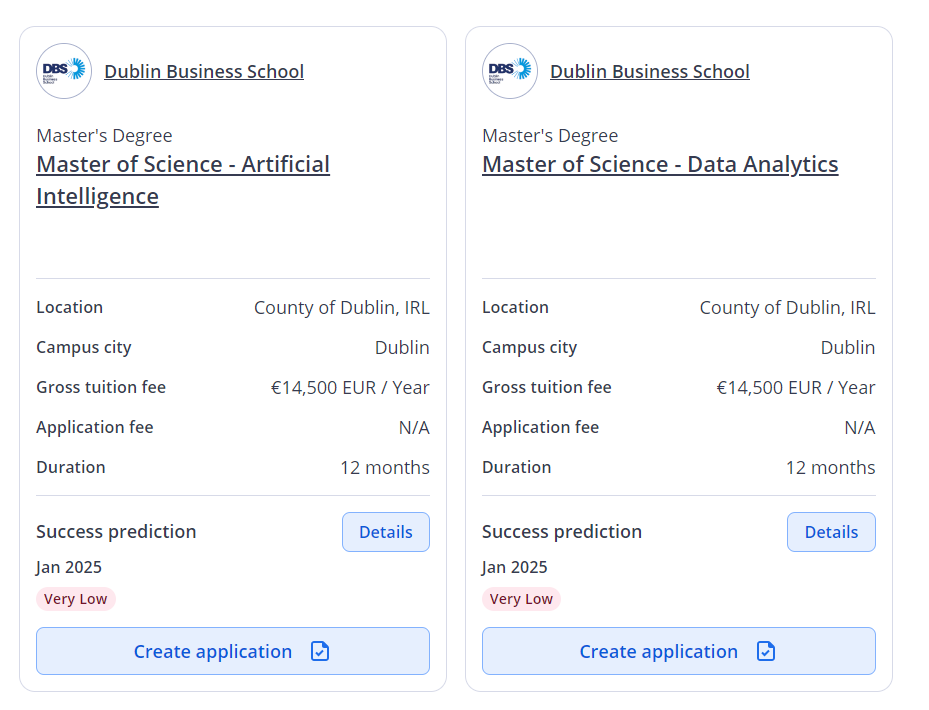 DBS
Dublin
Business
School
Dublin Business School
Master's Degree
Master of Science - Artificial
Intelligence
Location County of Dublin, IRL
Campus city Dublin
Gross tuition fee €14,500 EUR / Year
Application fee N/A
Duration 12 months
Success prediction Details
Jan 2025
Very Low
Create application
DBS
Dublin
Business
School
Dublin Business School
Master's Degree
Master of Science - Data Analytics
Location County of Dublin, IRL
Campus city Dublin
Gross tuition fee €14,500 EUR / Year
Application fee N/A
Duration 12 months
Success prediction Details
Jan 2025
Very Low
Create application